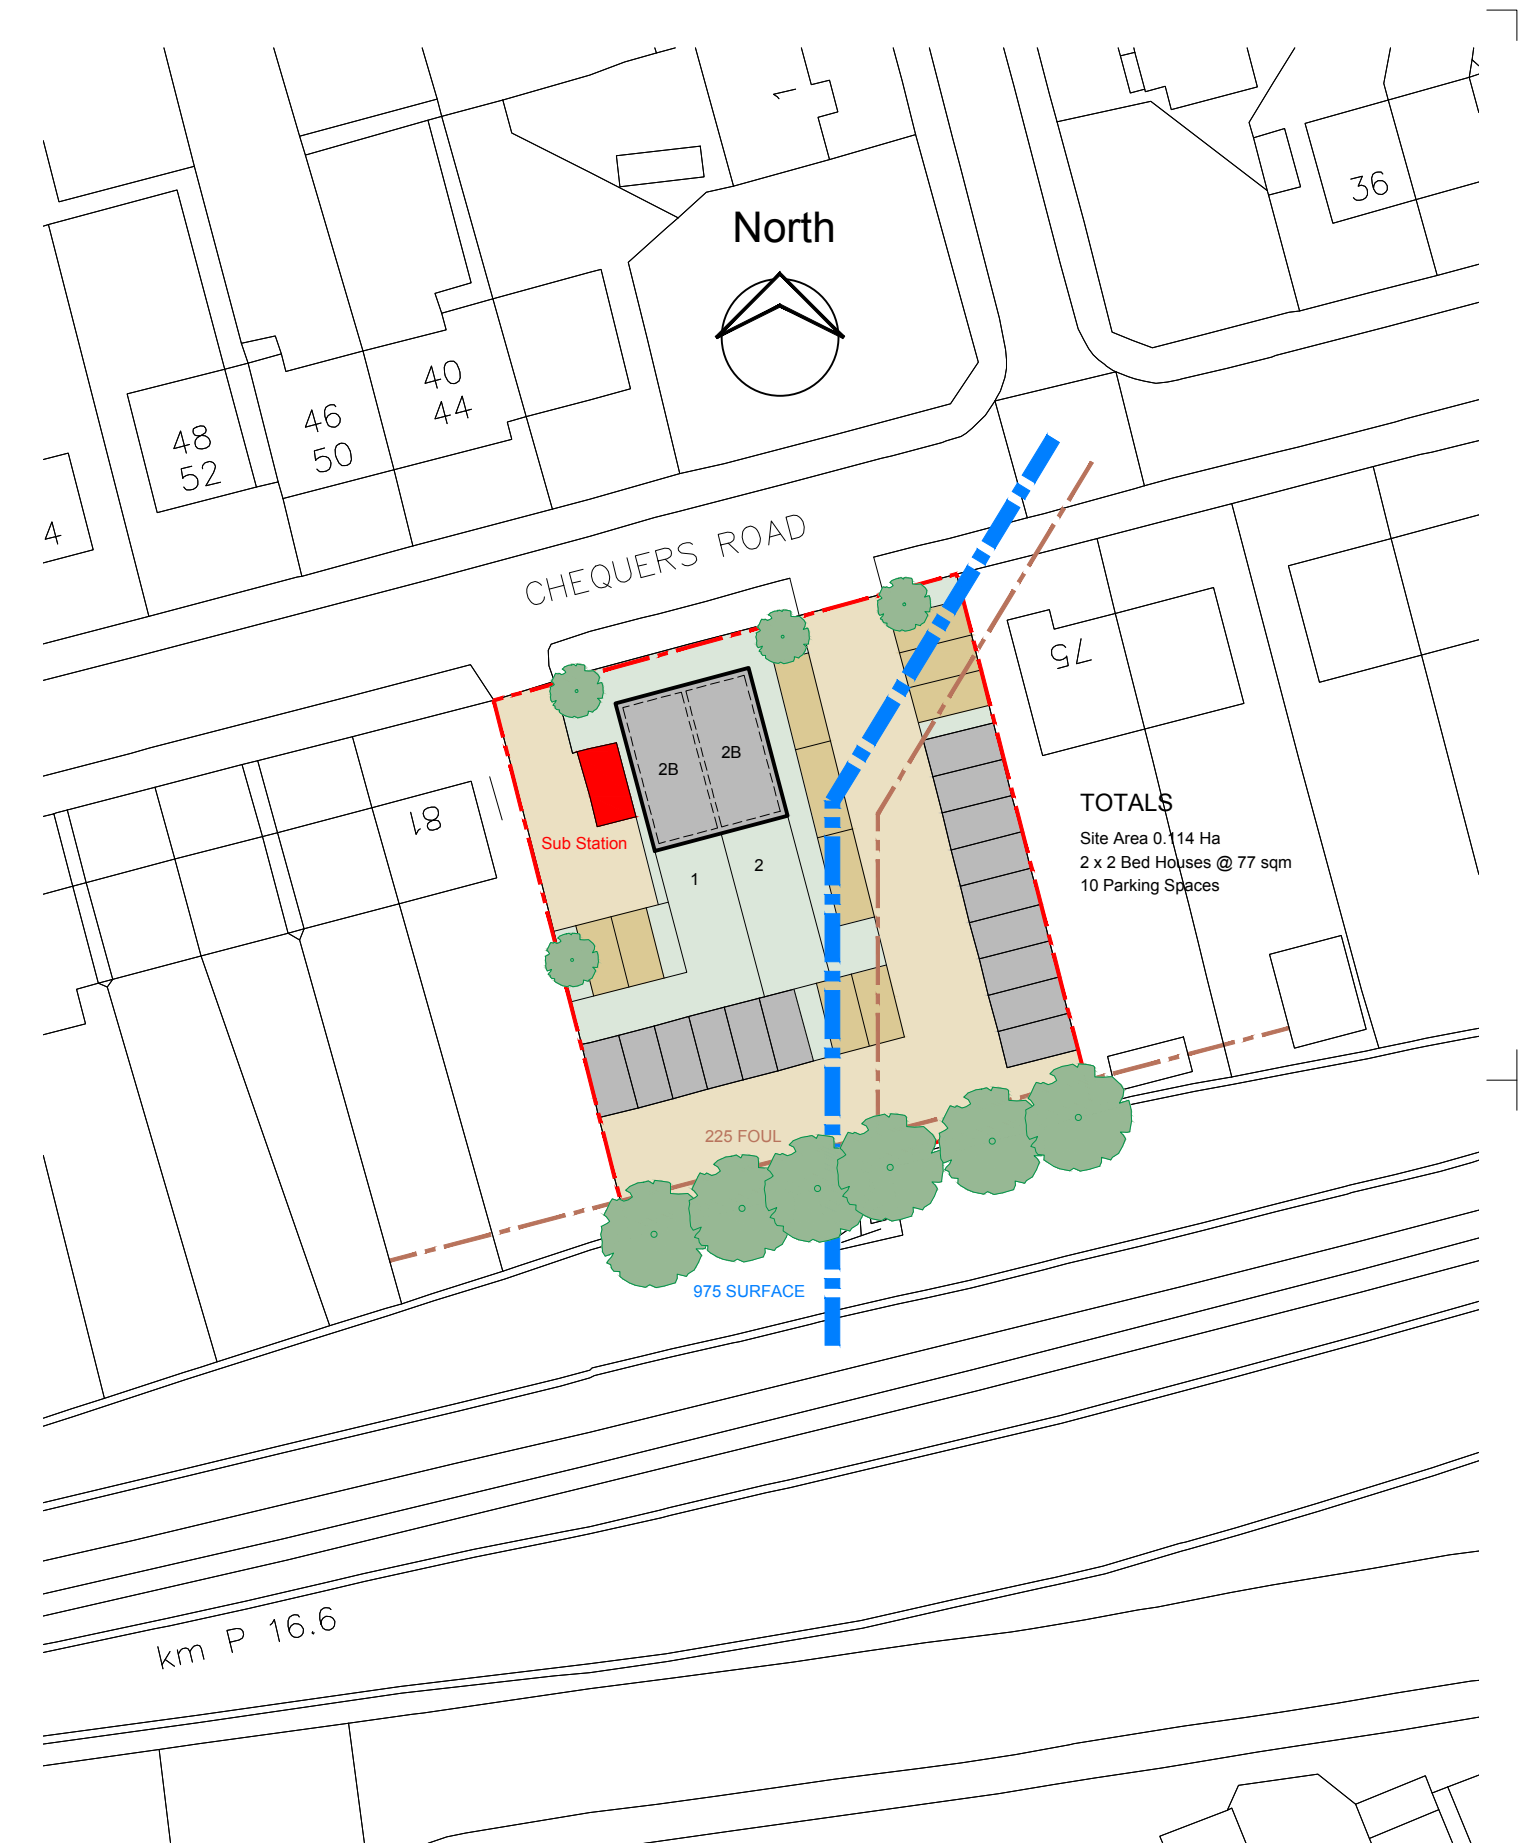 1
36
North
40
44
46
50
48
52
4
CHEQUERS ROAD
75
2B
2B
81
Sub Station
1
2
TOTALS
Site Area 0.114 Ha
2 x 2 Bed Houses @ 77 sqm
10 Parking Spaces
225 FOUL
975 SURFACE
km P 16.6